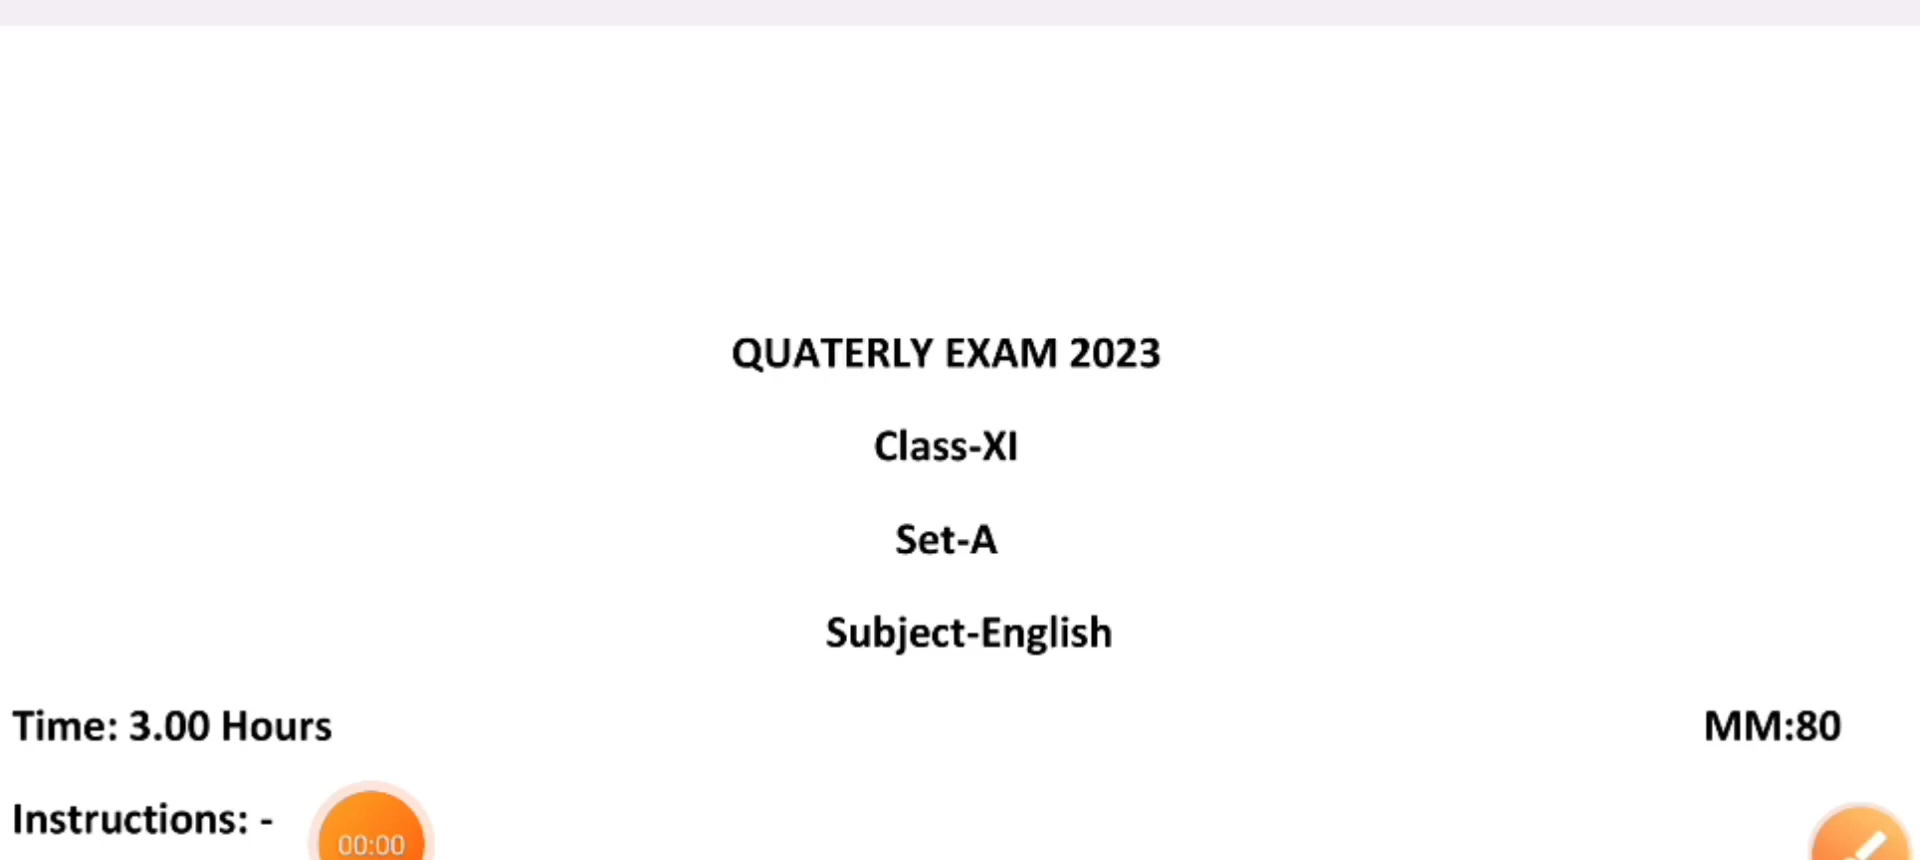 QUATERLY EXAM 2023
Class-XI
Set-A
Subject-English
Time: 3.00 Hours MM:80
Instructions: -
00:00